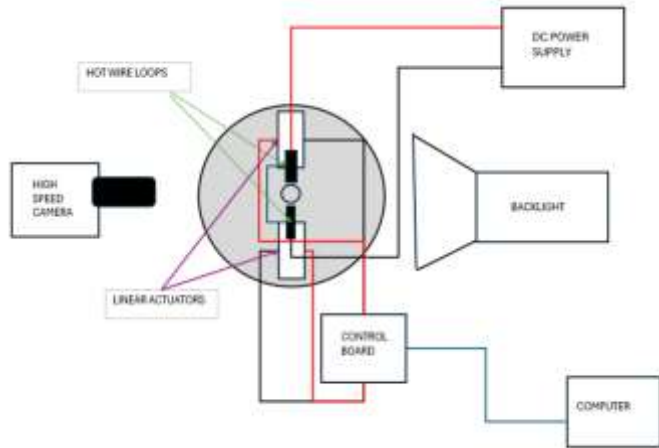 DC POWER
SUPPLY
HOT WIRE LOOPS
HIGH
SPEED
CAMERA
BACKLIGHT
LINEAR ACTUATORS
CONTROL
BOARD
COMPUTER